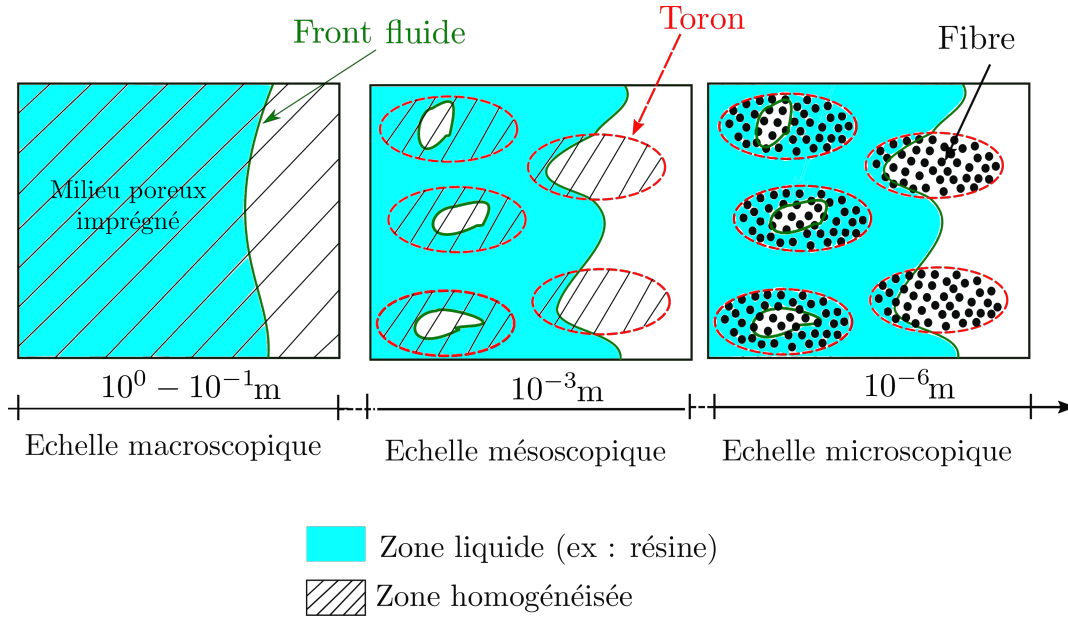 Front fluide
Toron
Fibre
Milieu poreux
imprégné
10⁰ − 10⁻¹m
10⁻³m
10⁻⁶m
Echelle macroscopique
Echelle mésoscopique
Echelle microscopique
Zone liquide (ex : résine)
Zone homogénéisée